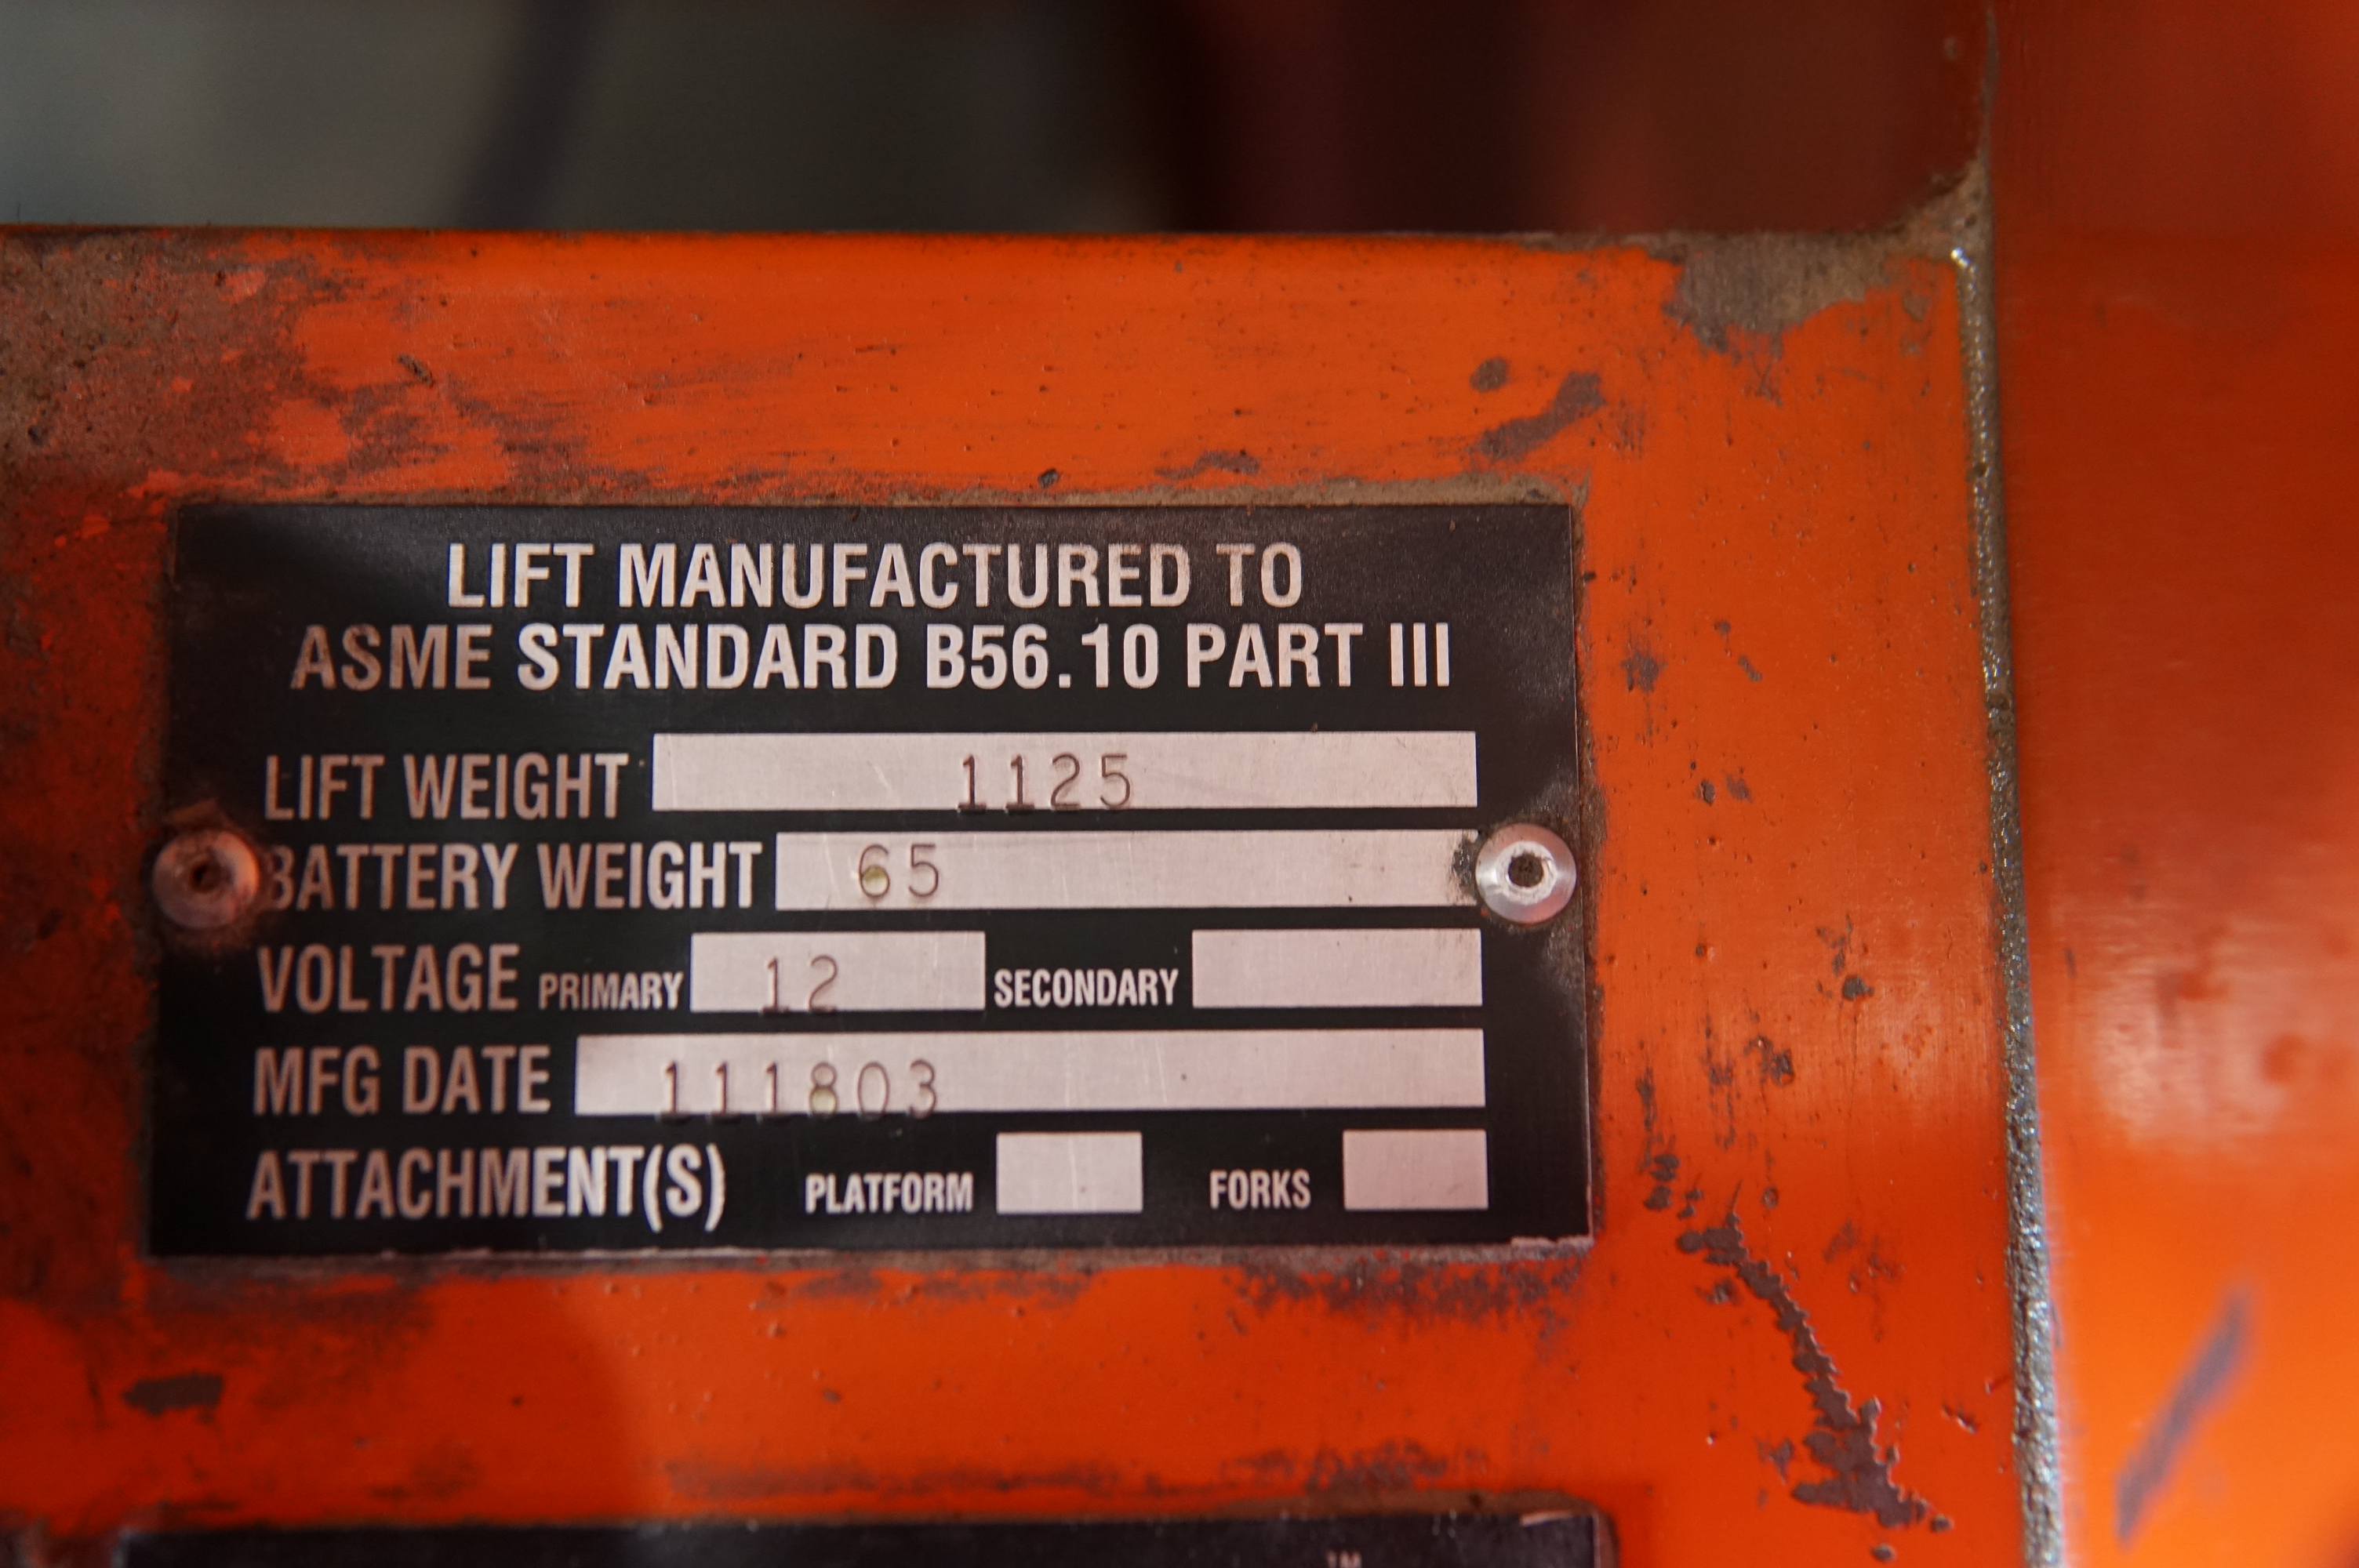 LIFT MANUFACTURED TO
ASME STANDARD B56.10 PART III
LIFT WEIGHT 1125
BATTERY WEIGHT 65
VOLTAGE PRIMARY 12 SECONDARY
MFG DATE 111803
ATTACHMENT(S) PLATFORM FORKS
TM